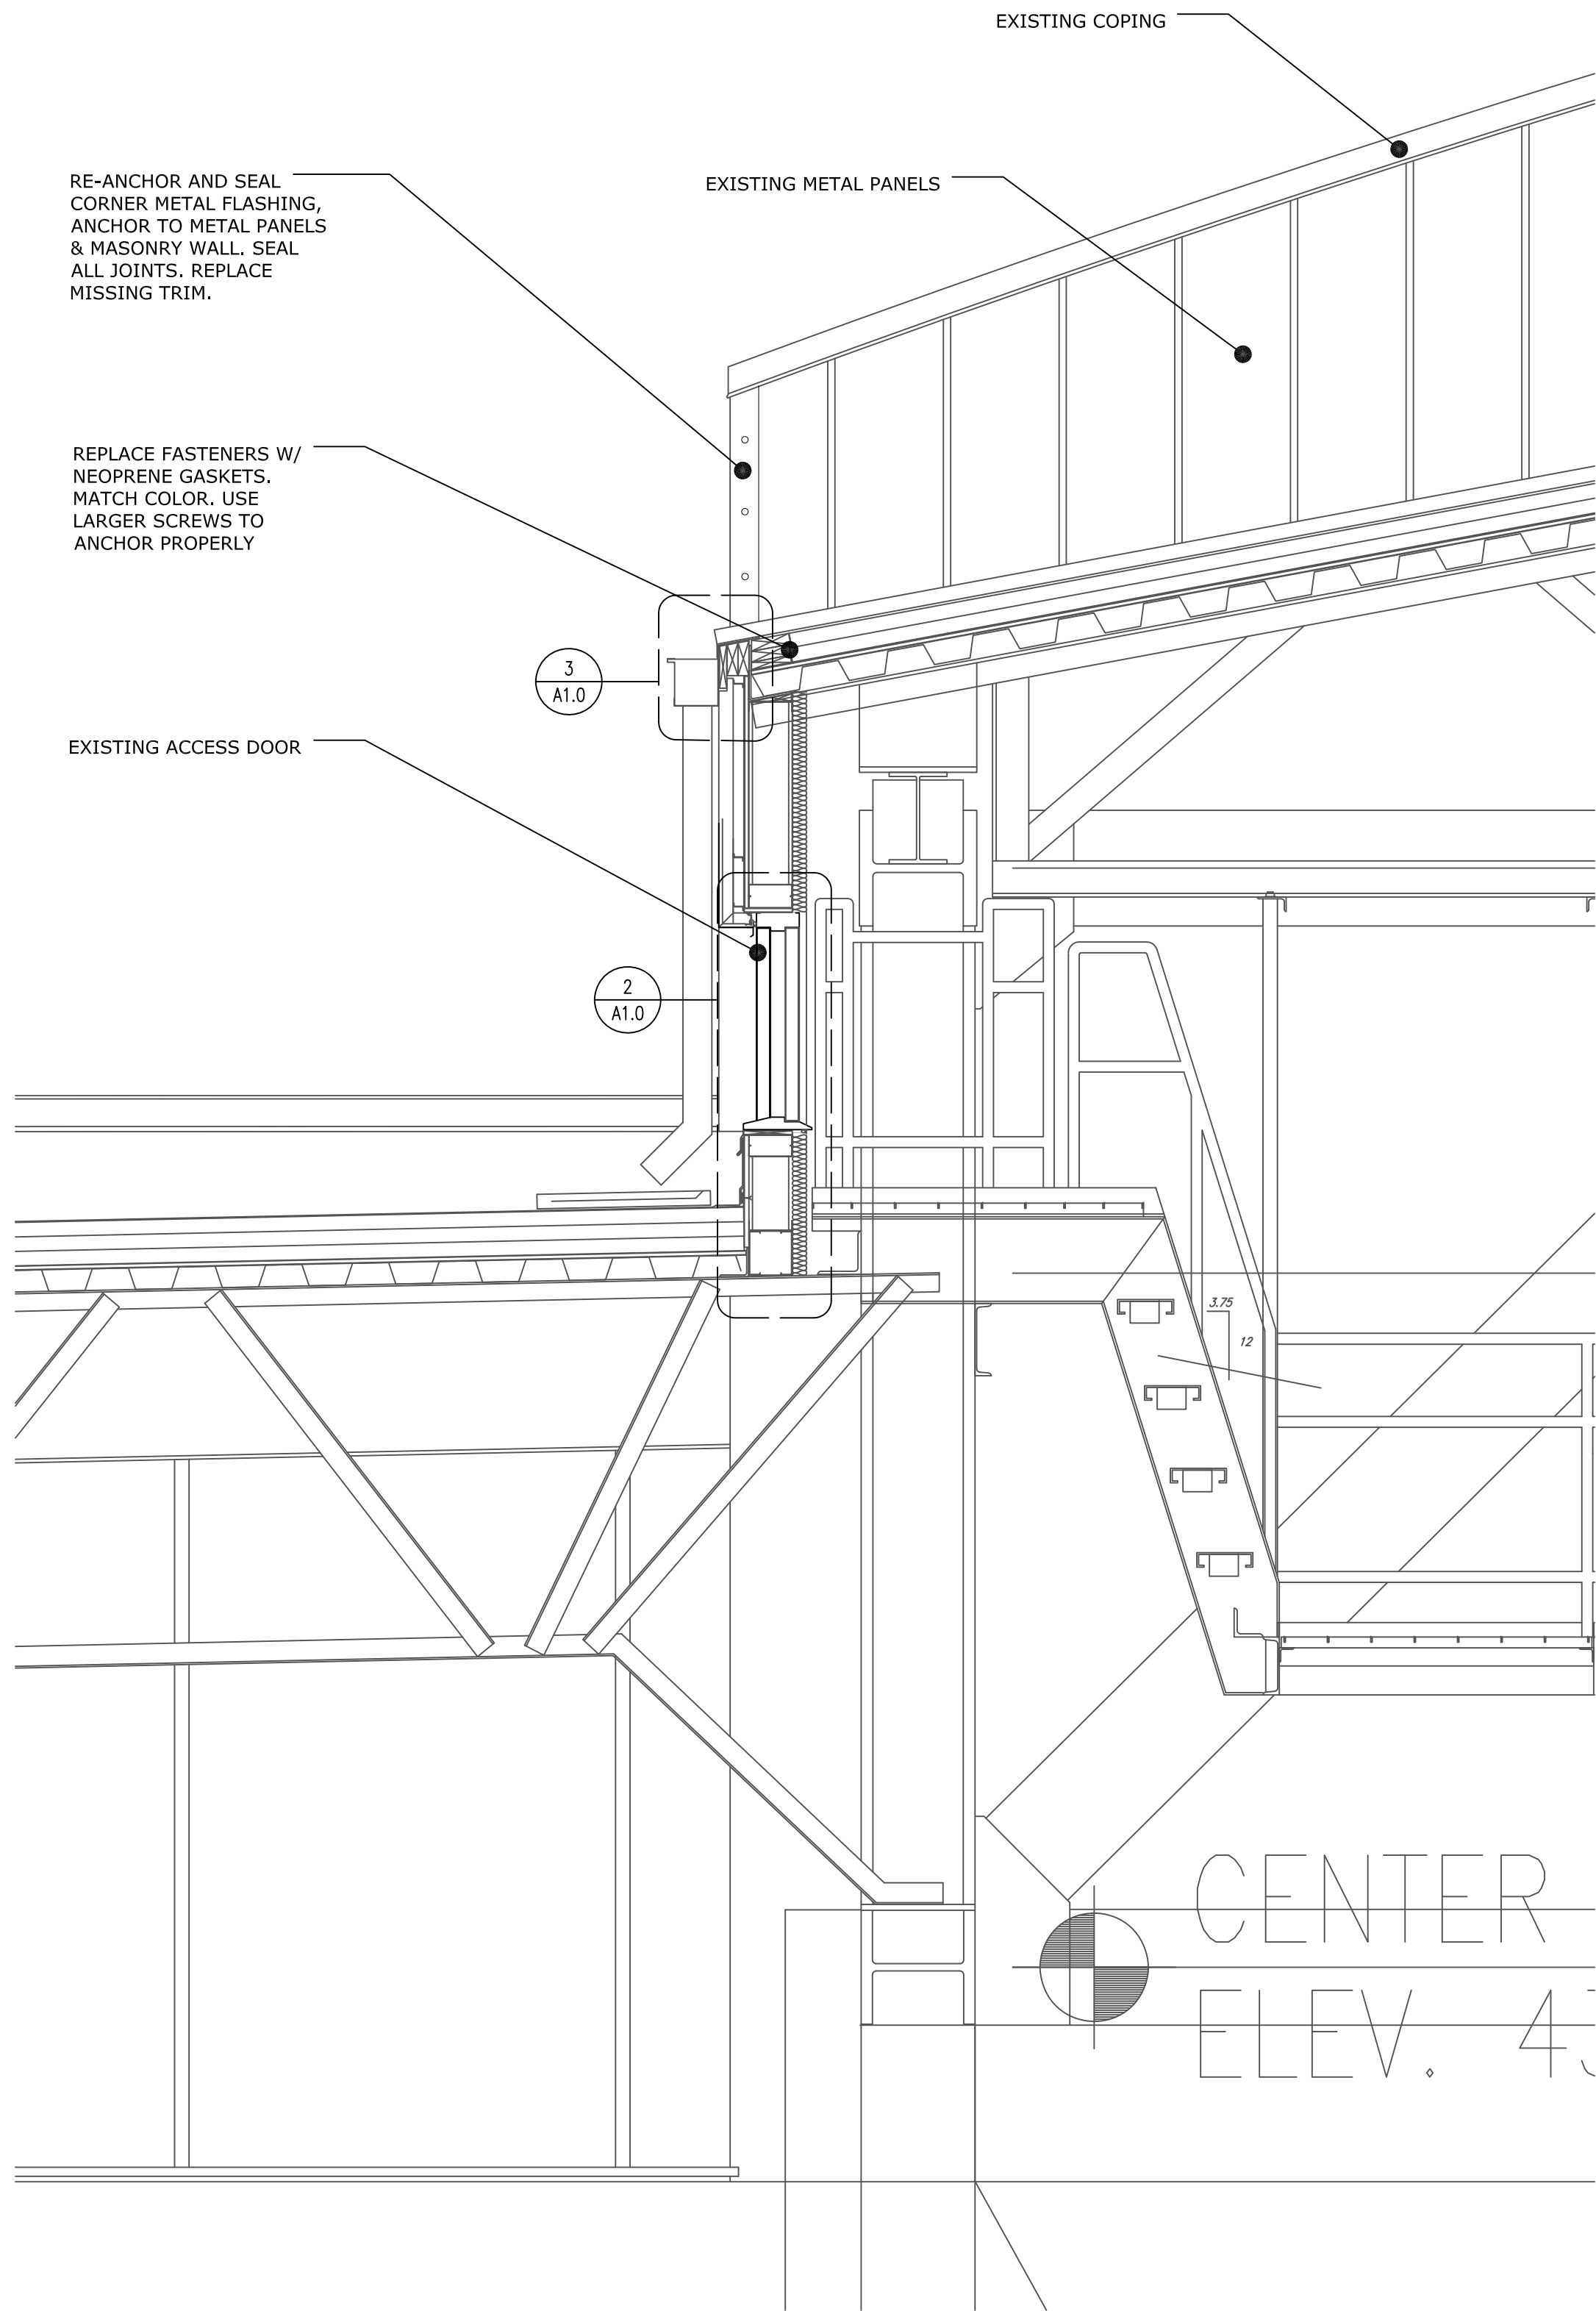 EXISTING COPING
RE-ANCHOR AND SEAL
CORNER METAL FLASHING,
ANCHOR TO METAL PANELS
& MASONRY WALL. SEAL
ALL JOINTS. REPLACE
MISSING TRIM.
EXISTING METAL PANELS
REPLACE FASTENERS W/
NEOPRENE GASKETS.
MATCH COLOR. USE
LARGER SCREWS TO
ANCHOR PROPERLY
3
A1.0
EXISTING ACCESS DOOR
2
A1.0
3.75
12
CENTER
ELEV. 4